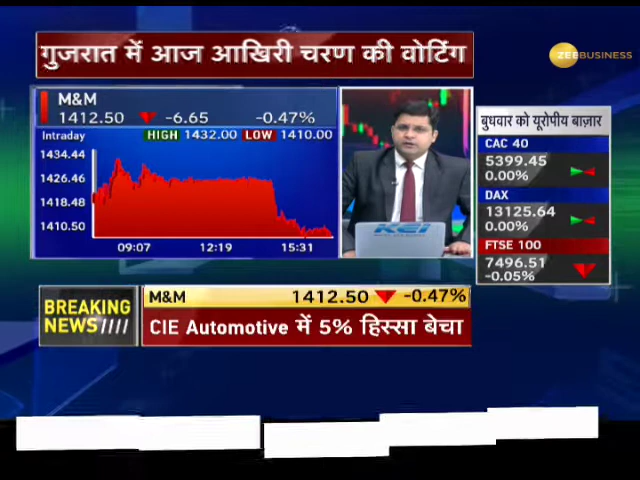 गुजरात में आज आखिरी चरण की वोटिंग
ZEEBUSINESS
M&M
1412.50 -6.65 -0.47%
Intraday HIGH 1432.00 LOW 1410.00
1434.44
1426.46
1418.48
1410.50
09:07 12:19 15:31
KEI
बुधवार को यूरोपीय बाज़ार
CAC 40
5399.45
0.00%
DAX
13125.64
0.00%
FTSE 100
7496.51
-0.05%
BREAKING
NEWS
M&M 1412.50 -0.47%
CIE Automotive में 5% हिस्सा बेचा